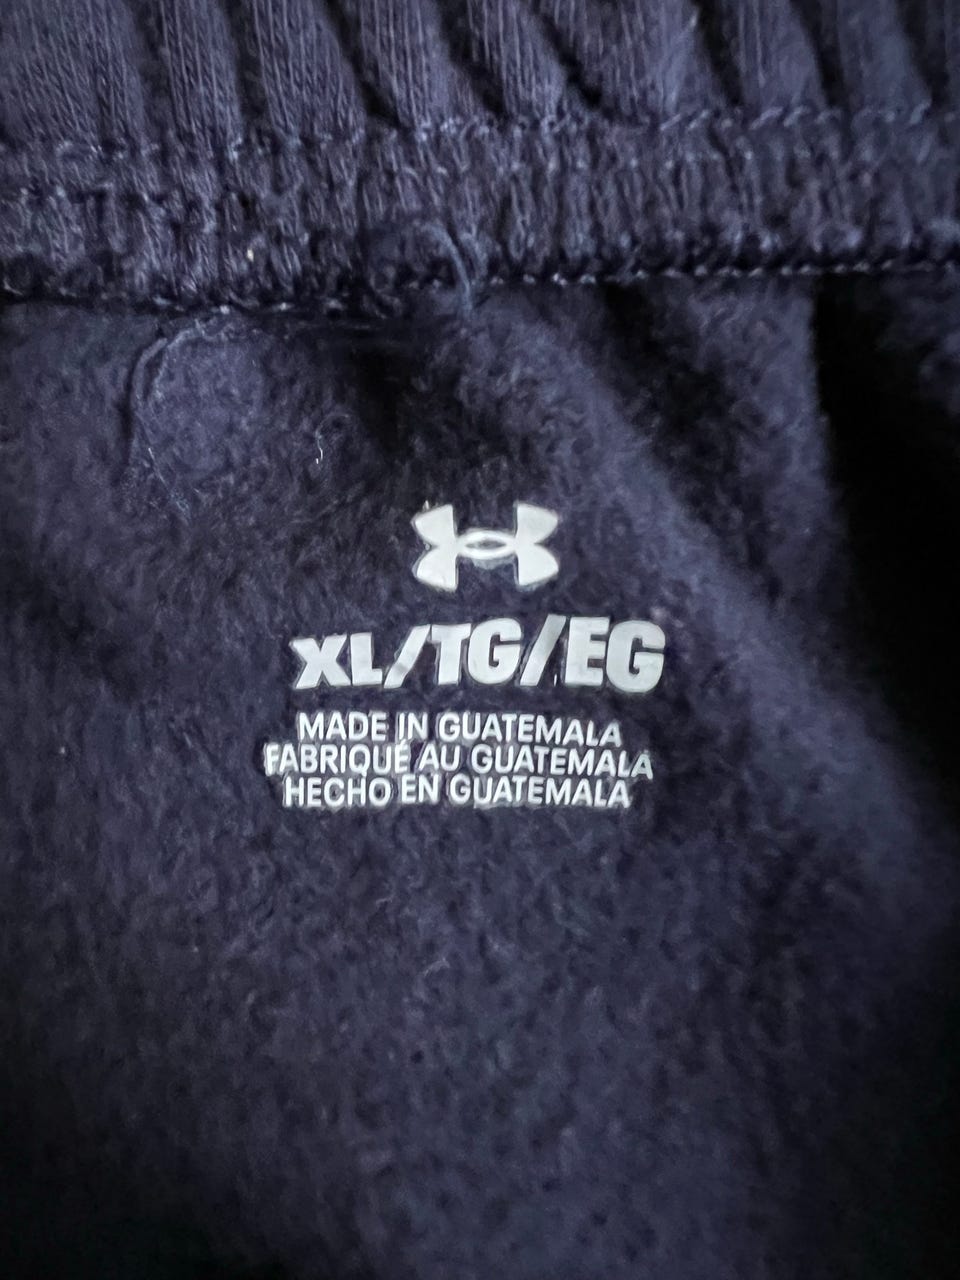 XL/TG/EG
MADE IN GUATEMALA
FABRIQUÉ AU GUATEMALA
HECHO EN GUATEMALA